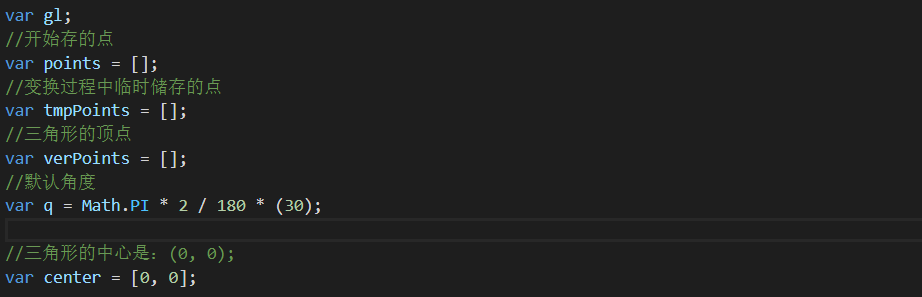 var gl;
//开始存的点
var points = [];
//变换过程中临时储存的点
var tmpPoints = [];
//三角形的顶点
var verPoints = [];
//默认角度
var q = Math.PI * 2 / 180 * (30);
//三角形的中心是：(0, 0);
var center = [0, 0];